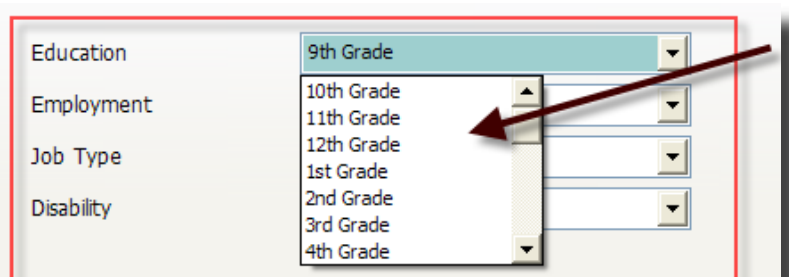 Education 9th Grade
10th Grade
Employment
11th Grade
12th Grade
Job Type
1st Grade
2nd Grade
Disability
3rd Grade
4th Grade